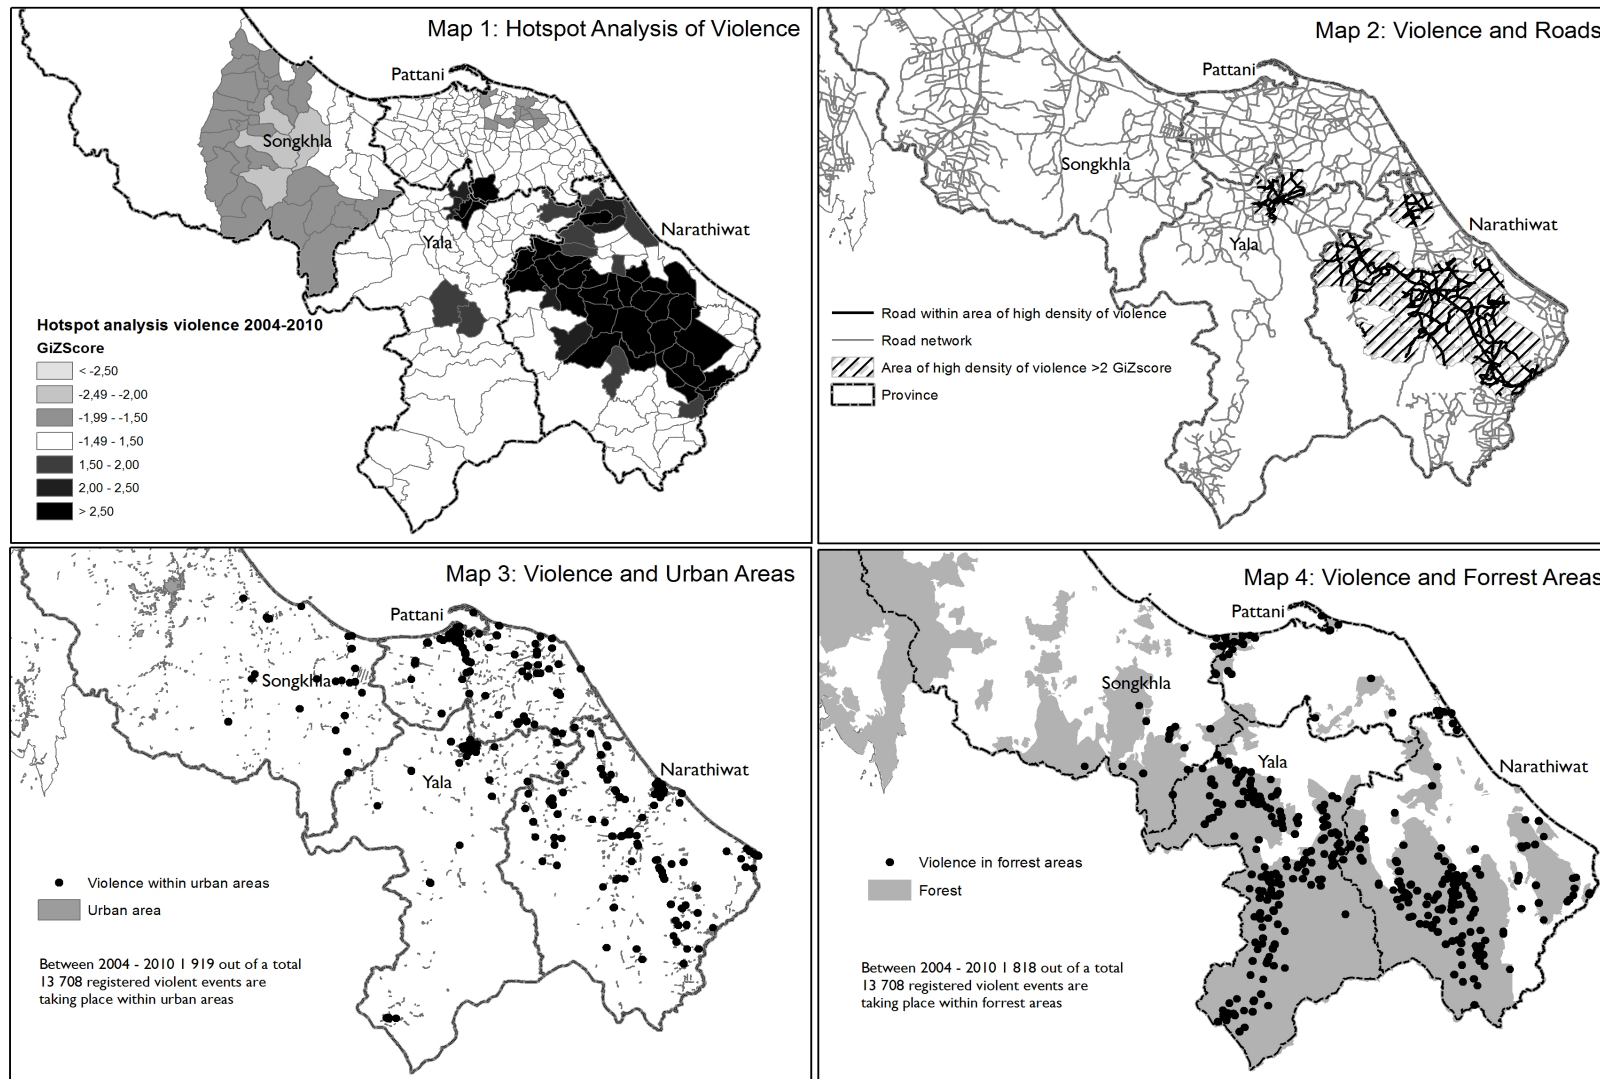 Map 1: Hotspot Analysis of Violence
Pattani
Songkhla
Narathiwat
Yala
Hotspot analysis violence 2004-2010
GiZScore
< -2,50
-2,49 - -2,00
-1,99 - -1,50
-1,49 - 1,50
1,50 - 2,00
2,00 - 2,50
> 2,50
Map 2: Violence and Roads
Pattani
Songkhla
Narathiwat
Yala
Road within area of high density of violence
Road network
Area of high density of violence >2 GiZscore
Province
Map 3: Violence and Urban Areas
Pattani
Songkhla
Narathiwat
Yala
Violence within urban areas
Urban area
Between 2004 - 2010 1 919 out of a total
13 708 registered violent events are
taking place within urban areas
Map 4: Violence and Forrest Areas
Pattani
Songkhla
Yala
Narathiwat
Violence in forrest areas
Forest
Between 2004 - 2010 1 818 out of a total
13 708 registered violent events are
taking place within forrest areas